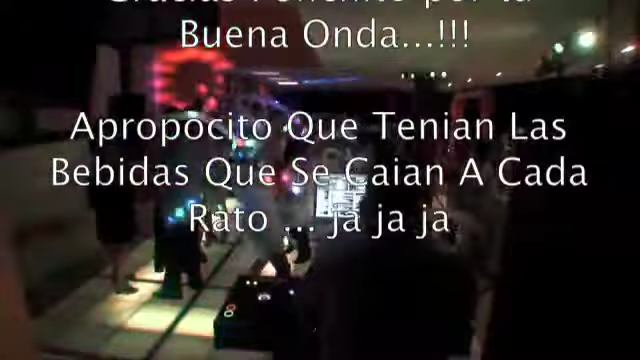 Buena Onda...!!!
Apropocito Que Tenian Las
Bebidas Que Se Caian A Cada
Rato ... ja ja ja